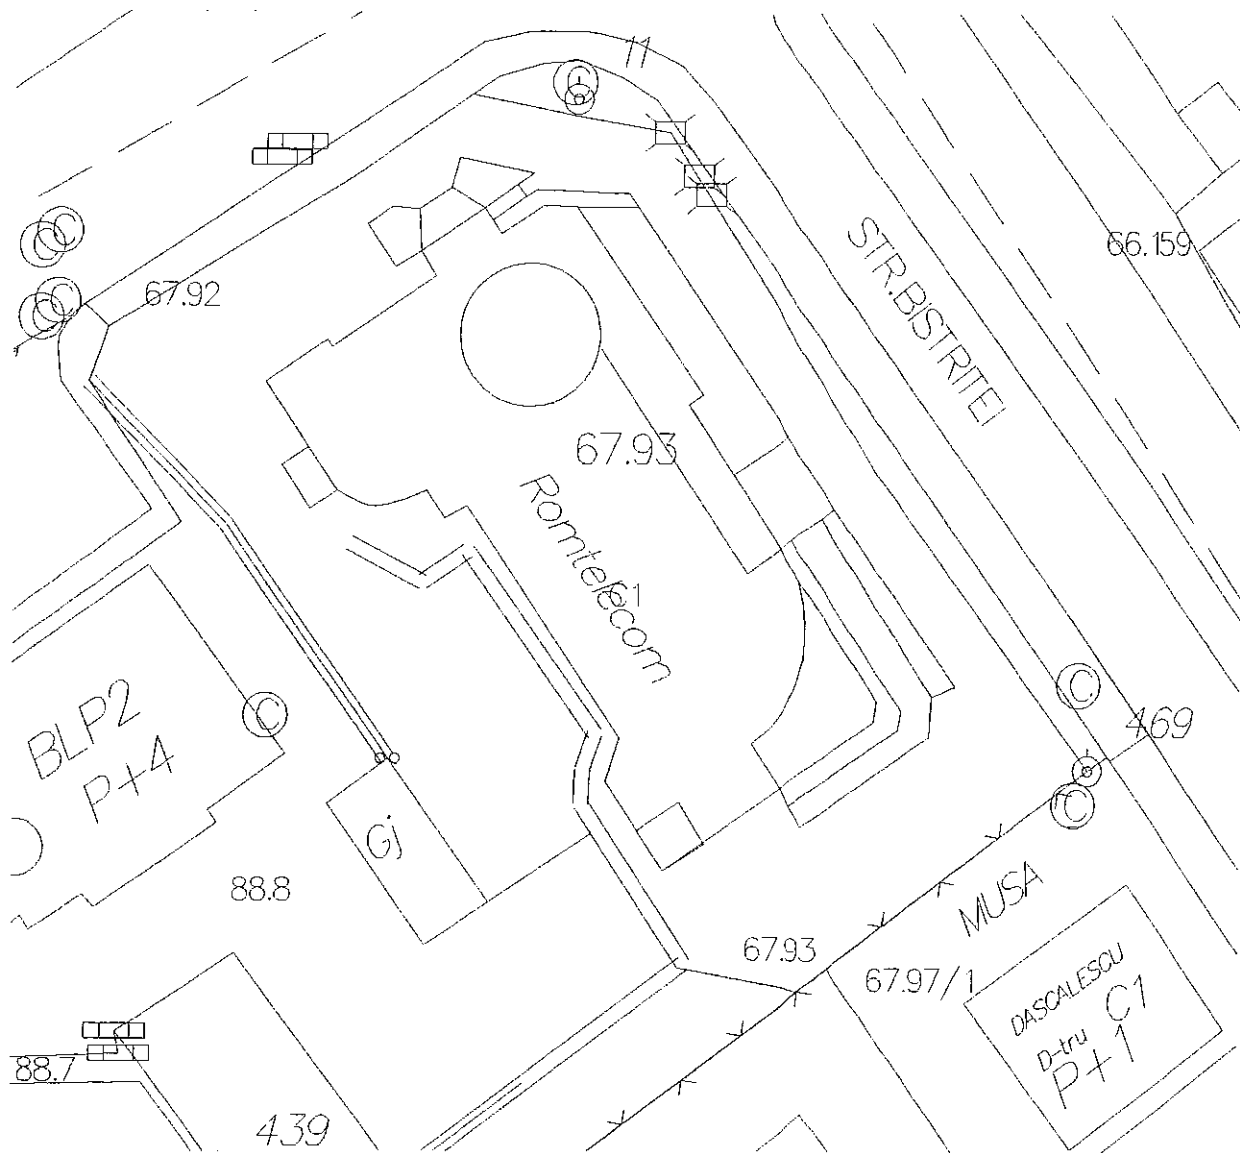 11
STR.BISTRITEI
66.159
67.92
67.93
Romtelecom
C1
BLP2
P+4
C
C
469
C
Gj
88.8
MUSA
67.93
67.97/1
DASCALESCU
D-tru C1
P+1
88.7
439